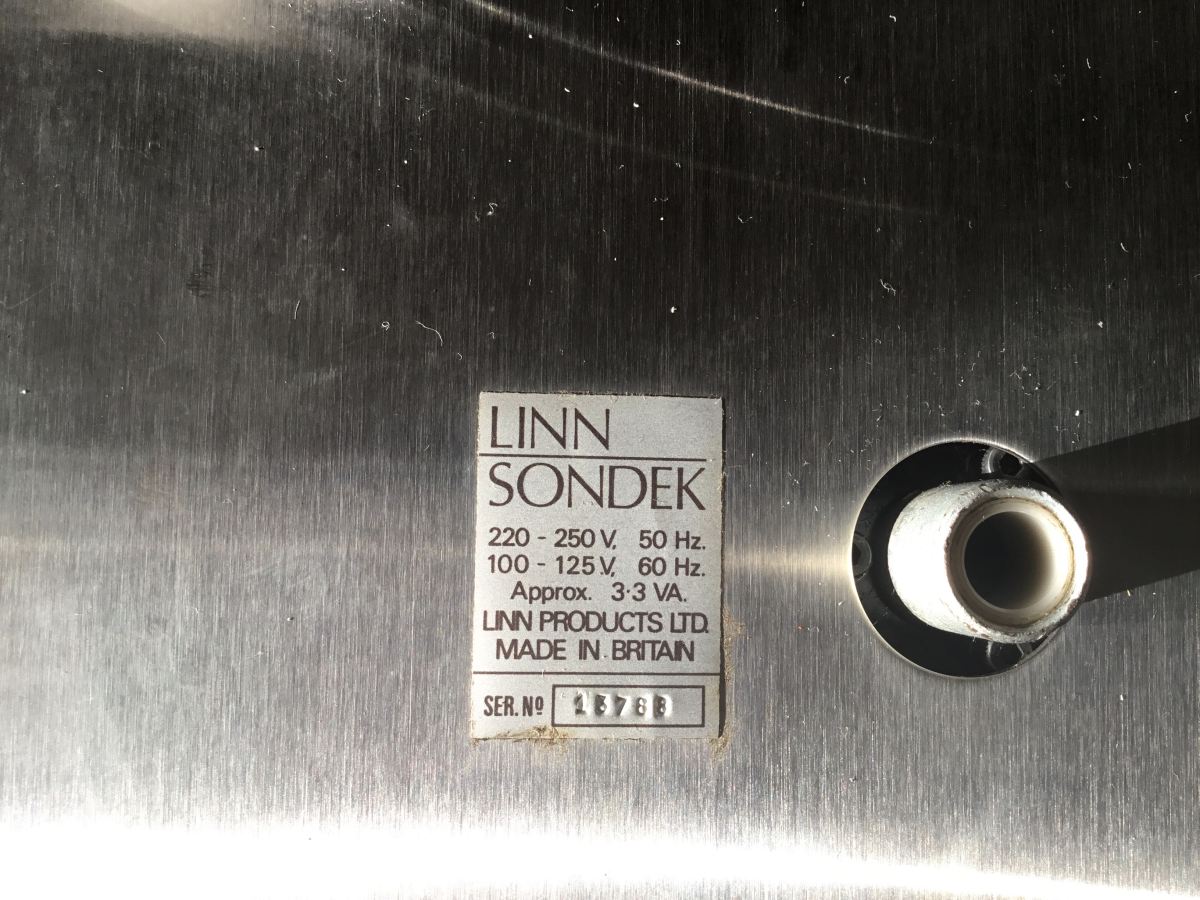 LINN
SONDEK
220 - 250 V, 50 Hz.
100 - 125 V, 60 Hz.
Approx. 3·3 VA.
LINN PRODUCTS LTD.
MADE IN BRITAIN
SER. Nº 13788